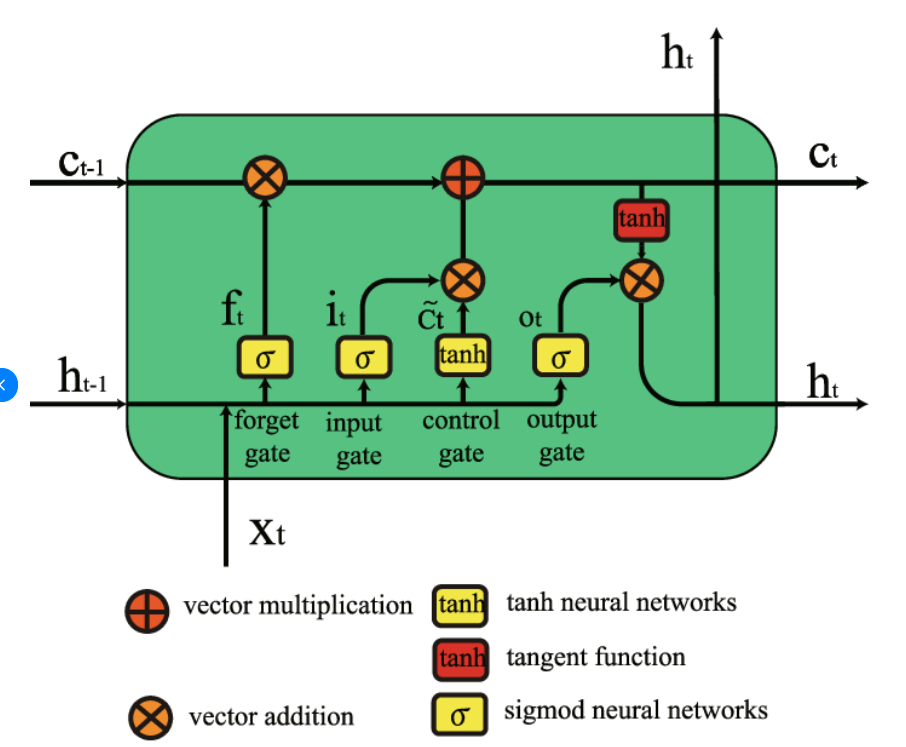 hₜ
cₜ₋₁
cₜ
tanh
fₜ
iₜ
c̃ₜ
oₜ
σ
σ
tanh
σ
hₜ₋₁
hₜ
forget gate
input gate
control gate
output gate
xₜ
vector multiplication
tanh
tanh neural networks
tanh
tangent function
vector addition
σ
sigmod neural networks